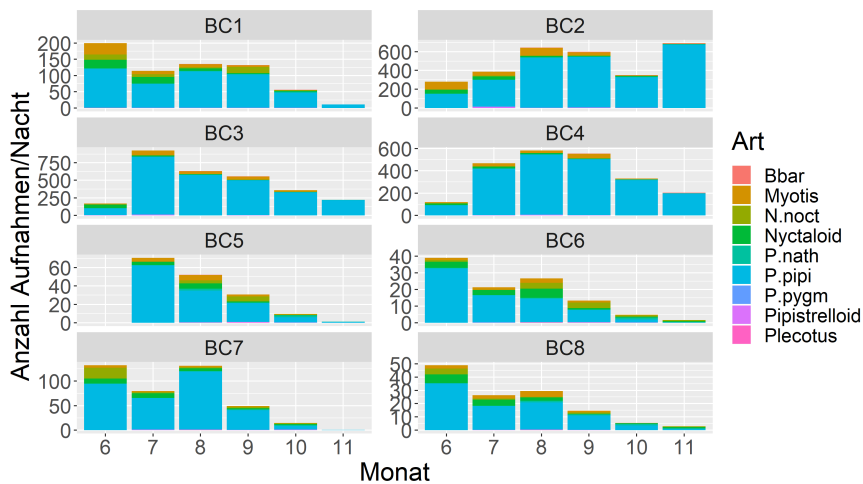 BC1
BC2
200
150
100
50
0
600
400
200
0
BC3
BC4
750
500
250
0
600
400
200
0
BC5
BC6
60
40
20
0
40
30
20
10
0
BC7
BC8
100
50
0
50
40
30
20
10
0
6 7 8 9 10 11
6 7 8 9 10 11
Monat
Anzahl Aufnahmen/Nacht
Art
Bbar
Myotis
N.noct
Nyctaloid
P.nath
P.pipi
P.pygm
Pipistrelloid
Plecotus